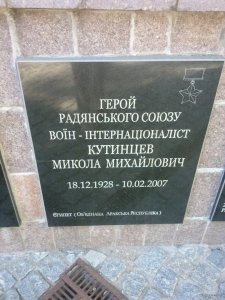 ГЕРОЙ
РАДЯНСЬКОГО СОЮЗУ
ВОЇН - ІНТЕРНАЦІОНАЛІСТ
КУТИНЦЕВ
МИКОЛА МИХАЙЛОВИЧ
18.12.1928 - 10.02.2007
ЄГИПЕТ ( ОБ'ЄДНАНА АРАБСЬКА РЕСПУБЛІКА )